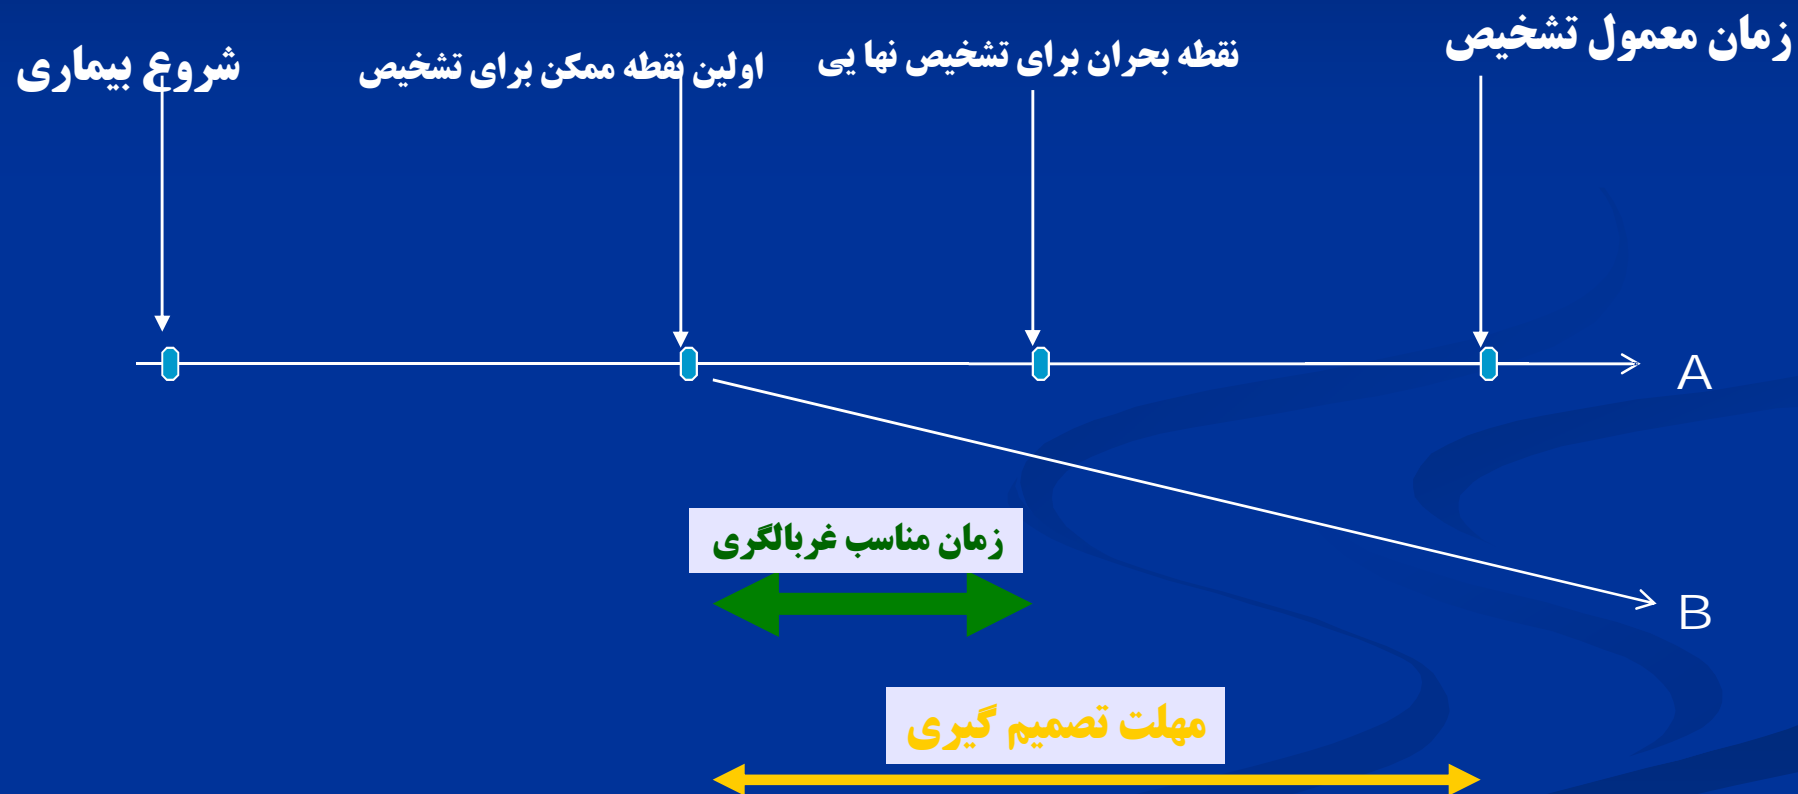 زمان معمول تشخیص
نقطه بحران برای تشخیص نها یی
اولین نقطه ممکن برای تشخیص
شروع بیماری
A
زمان مناسب غربالگری
B
مهلت تصمیم گیری